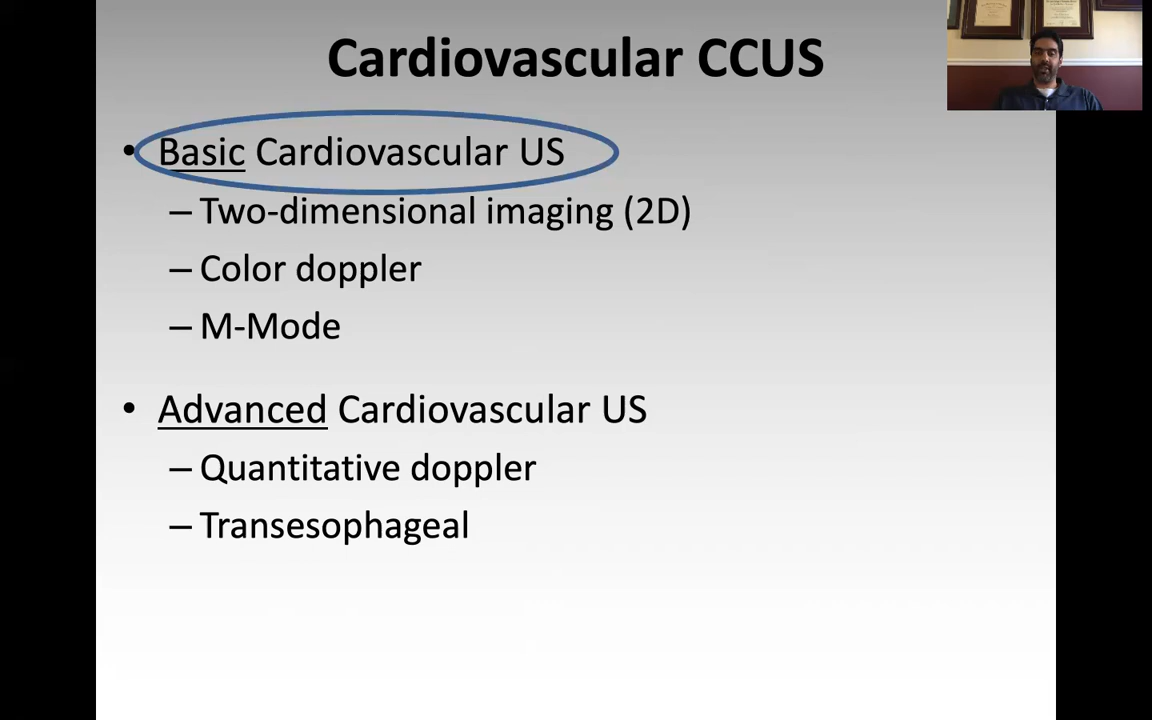 Cardiovascular CCUS
• Basic Cardiovascular US
– Two-dimensional imaging (2D)
– Color doppler
– M-Mode
• Advanced Cardiovascular US
– Quantitative doppler
– Transesophageal